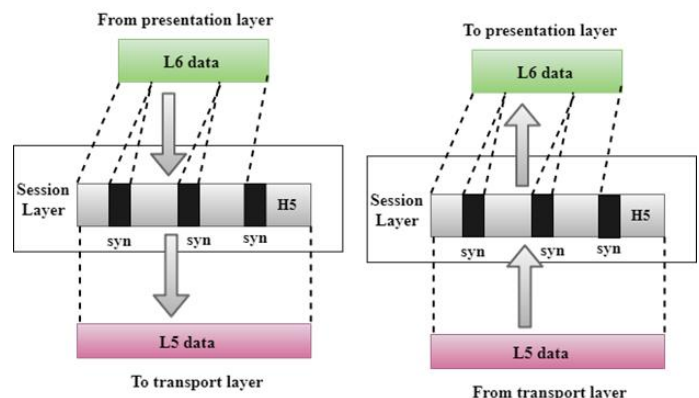 From presentation layer
L6 data
Session
Layer
H5
syn syn syn
L5 data
To transport layer
To presentation layer
L6 data
Session
Layer
H5
syn syn syn
L5 data
From transport layer